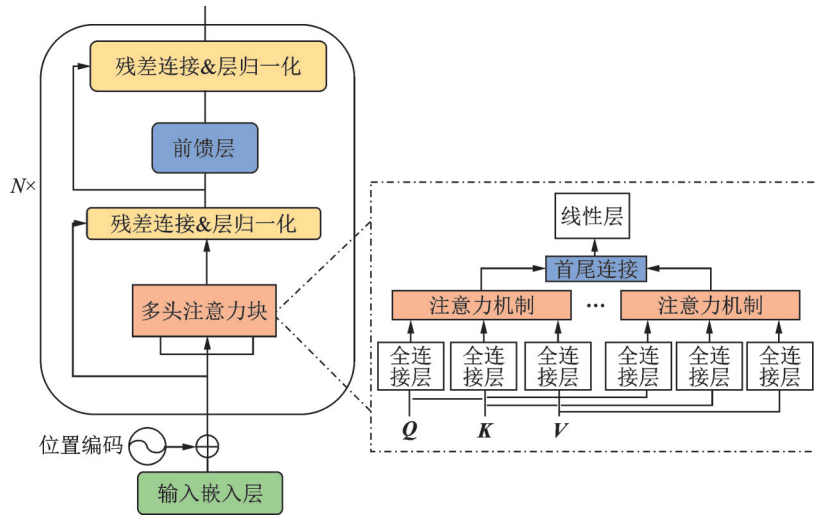 残差连接&层归一化
前馈层
N×
残差连接&层归一化
多头注意力块
位置编码
输入嵌入层
线性层
首尾连接
注意力机制
...
注意力机制
全连
接层
全连
接层
全连
接层
全连
接层
全连
接层
全连
接层
Q
K
V